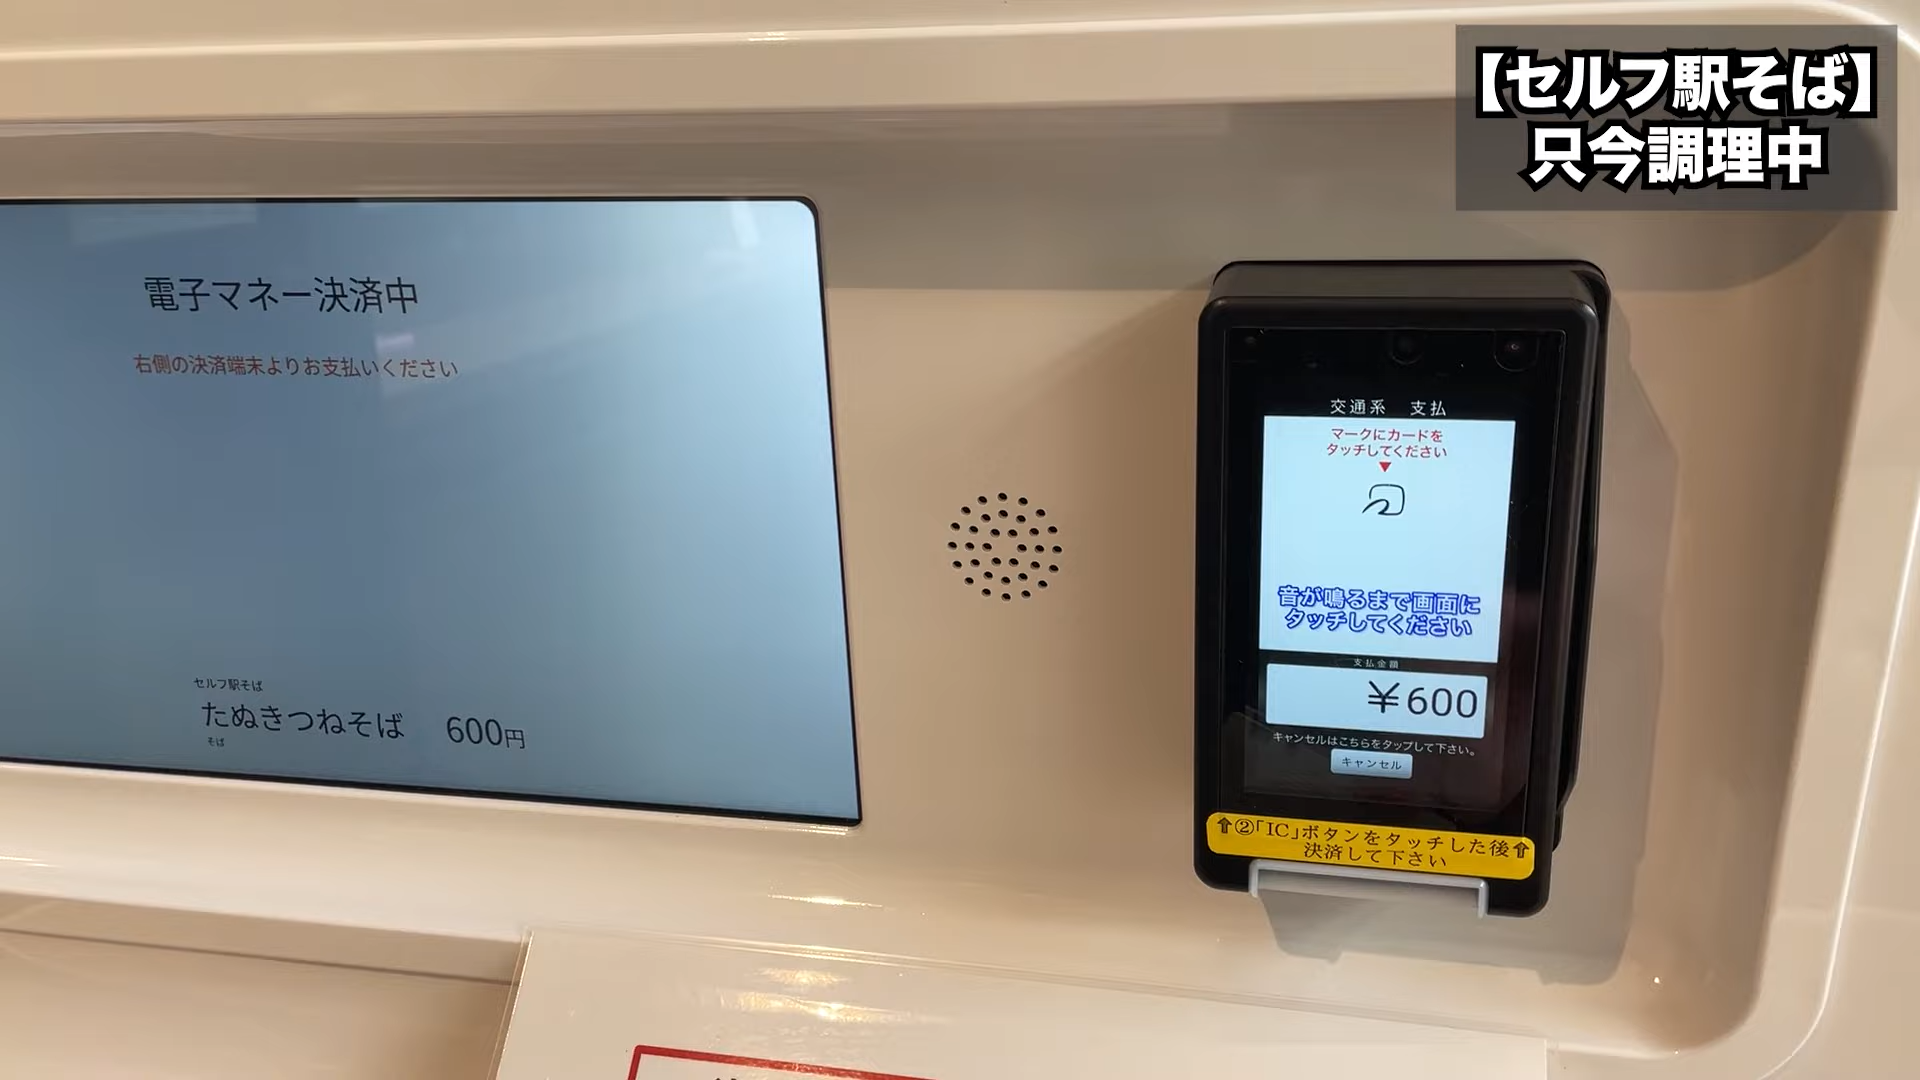 【セルフ駅そば】
只今調理中
電子マネー決済中
右側の決済端末よりお支払いください
セルフ駅そば
たぬきつねそば 600円
そば
交通系 支払
マークにカードを
タッチしてください
音が鳴るまで画面に
タッチしてください
支払金額
¥600
キャンセルはこちらをタップして下さい。
キャンセル
⇧②「IC」ボタンをタッチした後⇧
決済して下さい